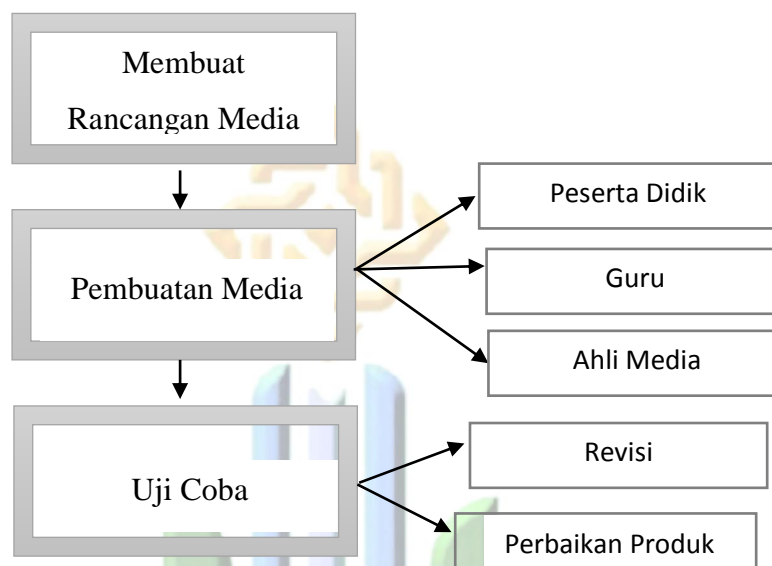 Membuat
Rancangan Media
Peserta Didik
Pembuatan Media
Guru
Ahli Media
Uji Coba
Revisi
Perbaikan Produk